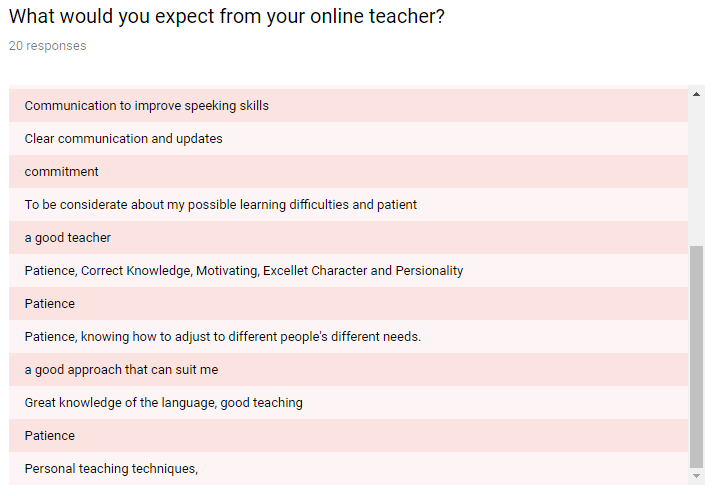 What would you expect from your online teacher?
20 responses
Communication to improve speeking skills
Clear communication and updates
commitment
To be considerate about my possible learning difficulties and patient
a good teacher
Patience, Correct Knowledge, Motivating, Excellet Character and Persionality
Patience
Patience, knowing how to adjust to different people's different needs.
a good approach that can suit me
Great knowledge of the language, good teaching
Patience
Personal teaching techniques,